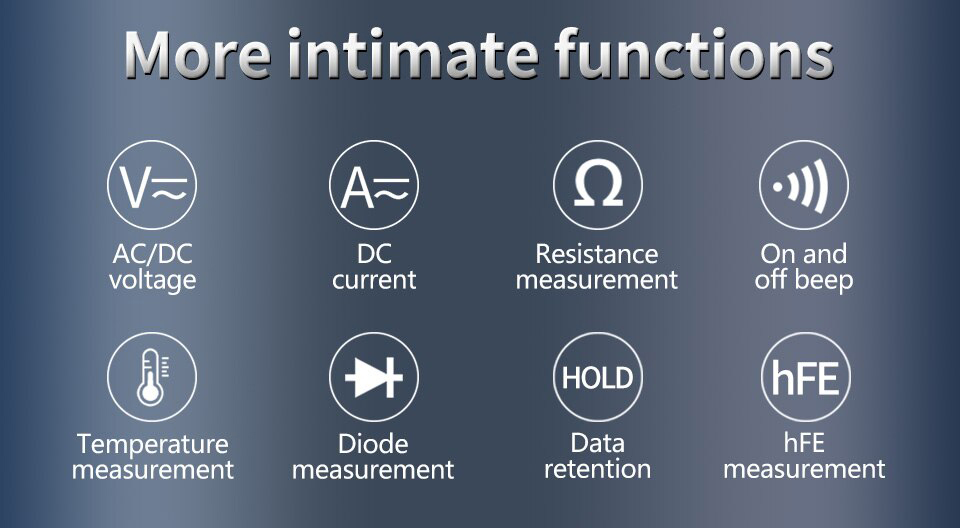 More intimate functions
V
A
Ω
AC/DC
voltage
DC
current
Resistance
measurement
On and
off beep
HOLD
hFE
Temperature
measurement
Diode
measurement
Data
retention
hFE
measurement